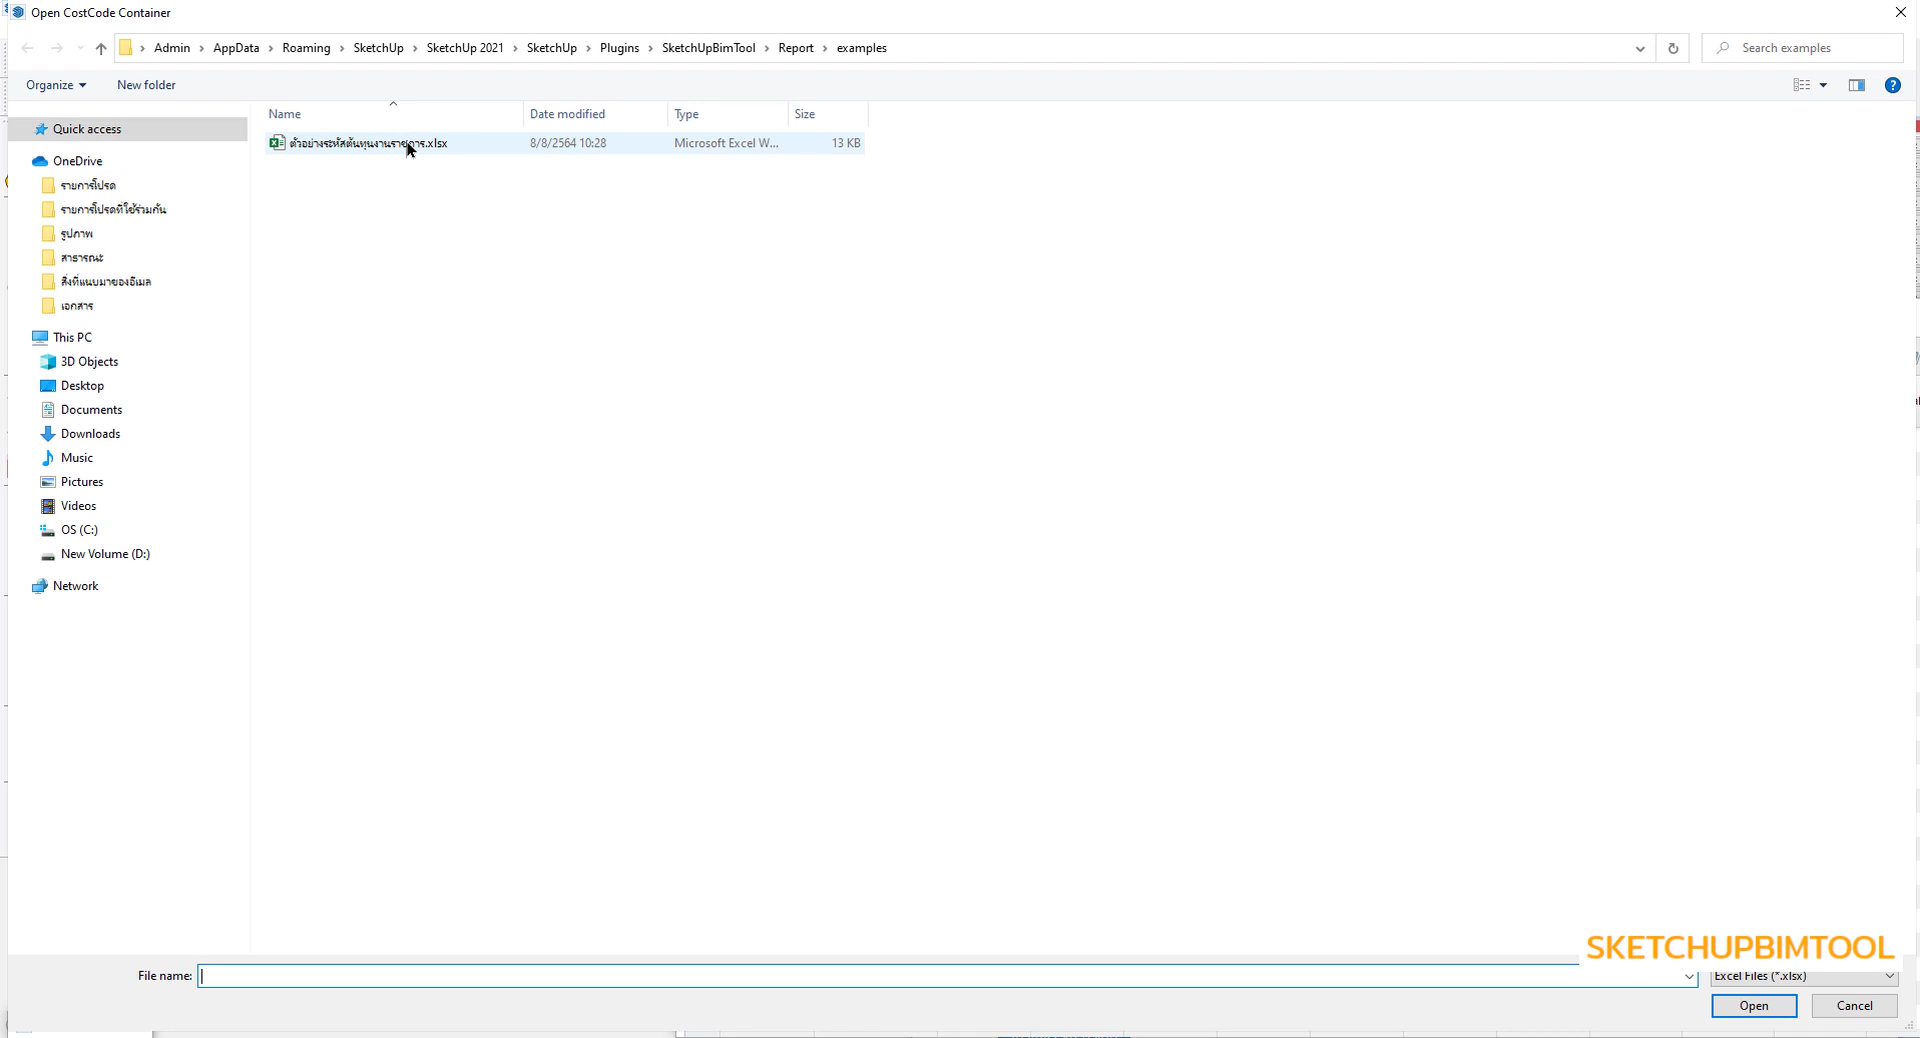 Open CostCode Container
Admin > AppData > Roaming > SketchUp > SketchUp 2021 > SketchUp > Plugins > SketchUpBimTool > Report > examples
Search examples
Organize
New folder
Name
Date modified
Type
Size
ตัวอย่างระหัสต้นทุนงานราชการ.xlsx
8/8/2564 10:28
Microsoft Excel W...
13 KB
Quick access
OneDrive
รายการโปรด
รายการโปรดที่ใช้ร่วมกัน
รูปภาพ
สาธารณะ
สิ่งที่แนบมาของอีเมล
เอกสาร
This PC
3D Objects
Desktop
Documents
Downloads
Music
Pictures
Videos
OS (C:)
New Volume (D:)
Network
SKETCHUPBIMTOOL
File name:
Excel Files (*.xlsx)
Open
Cancel